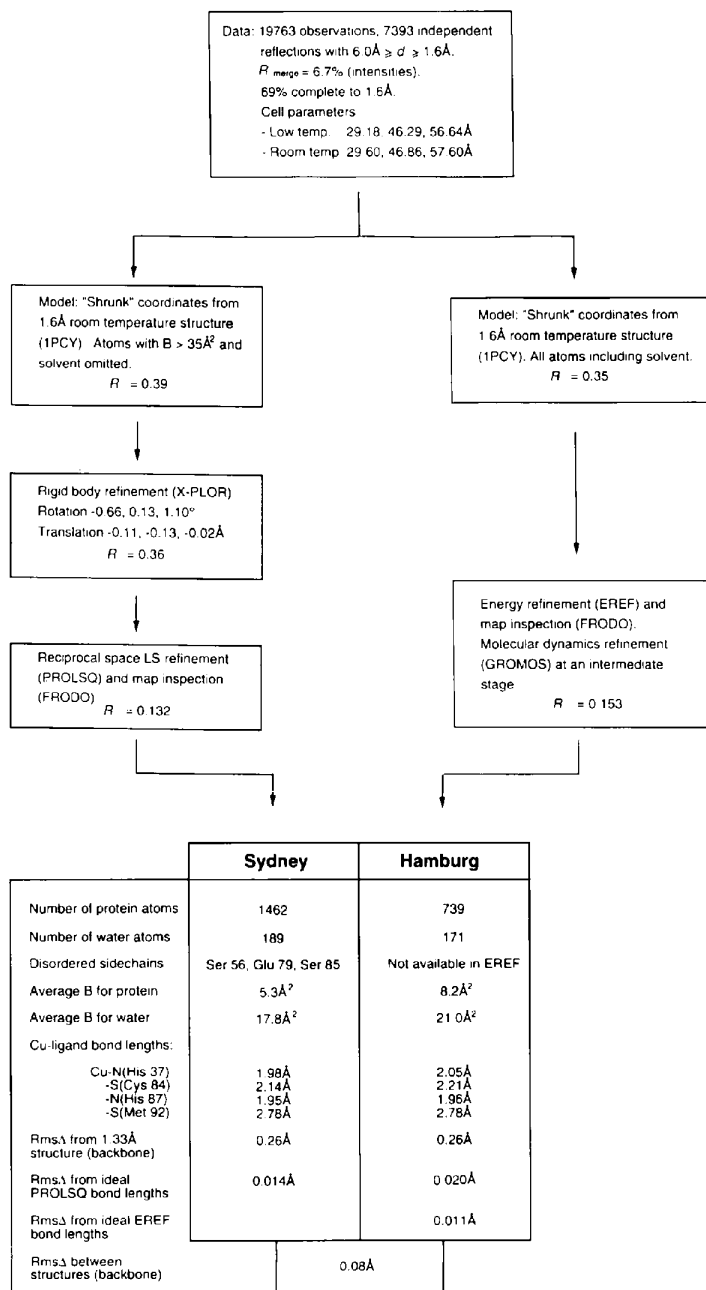 Data: 19763 observations, 7393 independent
reflections with 6.0Å ≥ d ≥ 1.6Å.
R merge = 6.7% (intensities).
69% complete to 1.6Å.
Cell parameters
- Low temp. 29.18, 46.29, 56.64Å
- Room temp 29.60, 46.86, 57.60Å
Model: "Shrunk" coordinates from
1.6Å room temperature structure
(1PCY) Atoms with B > 35Å² and
solvent omitted.
R = 0.39
Model: "Shrunk" coordinates from
1.6Å room temperature structure
(1PCY). All atoms including solvent.
R = 0.35
Rigid body refinement (X-PLOR)
Rotation -0.66, 0.13, 1.10°
Translation -0.11, -0.13, -0.02Å
R = 0.36
Energy refinement (EREF) and
map inspection (FRODO).
Molecular dynamics refinement
(GROMOS) at an intermediate
stage
R = 0.153
Reciprocal space LS refinement
(PROLSQ) and map inspection
(FRODO)
R = 0.132
Sydney Hamburg
Number of protein atoms 1462 739
Number of water atoms 189 171
Disordered sidechains Ser 56, Glu 79, Ser 85 Not available in EREF
Average B for protein 5.3Å² 8.2Å²
Average B for water 17.8Å² 21.0Å²
Cu-ligand bond lengths:
Cu-N(His 37) 1.98Å 2.05Å
-S(Cys 84) 2.14Å 2.21Å
-N(His 87) 1.95Å 1.96Å
-S(Met 92) 2.78Å 2.78Å
RmsΔ from 1.33Å 0.26Å 0.26Å
structure (backbone)
RmsΔ from ideal 0.014Å 0.020Å
PROLSQ bond lengths
RmsΔ from ideal EREF 0.011Å
bond lengths
RmsΔ between 0.08Å
structures (backbone)